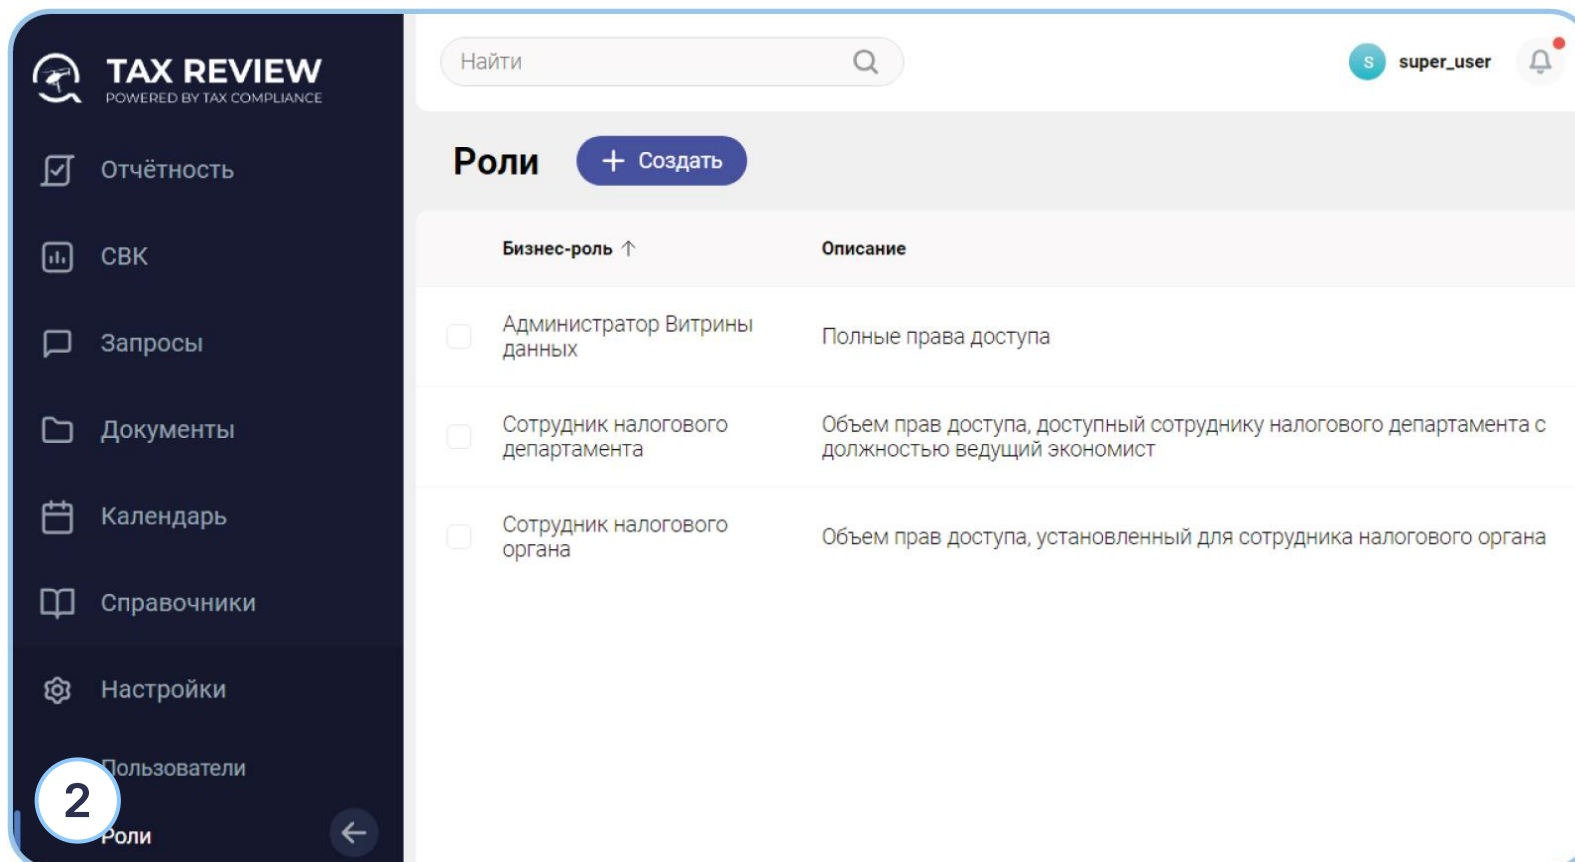 TAX REVIEW
POWERED BY TAX COMPLIANCE
Отчётность
СВК
Запросы
Документы
Календарь
Справочники
Настройки
Пользователи
2
Роли
Найти
S
super_user
Роли
+ Создать
Бизнес-роль ↑
Описание
Администратор Витрины
данных
Полные права доступа
Сотрудник налогового
департамента
Объем прав доступа, доступный сотруднику налогового департамента с
должностью ведущий экономист
Сотрудник налогового
органа
Объем прав доступа, установленный для сотрудника налогового органа